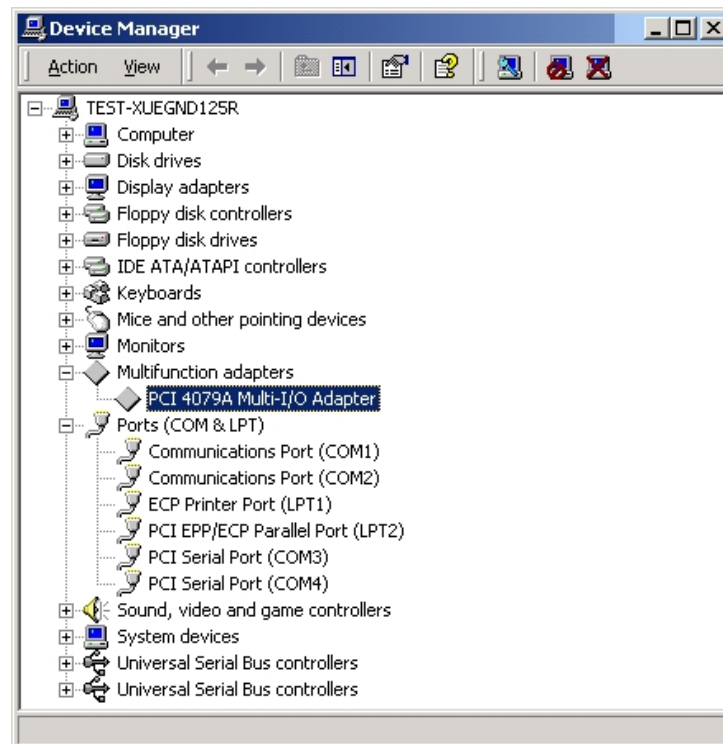 Device Manager
Action View
TEST-XUEGND125R
Computer
Disk drives
Display adapters
Floppy disk controllers
Floppy disk drives
IDE ATA/ATAPI controllers
Keyboards
Mice and other pointing devices
Monitors
Multifunction adapters
PCI 4079A Multi-I/O Adapter
Ports (COM & LPT)
Communications Port (COM1)
Communications Port (COM2)
ECP Printer Port (LPT1)
PCI EPP/ECP Parallel Port (LPT2)
PCI Serial Port (COM3)
PCI Serial Port (COM4)
Sound, video and game controllers
System devices
Universal Serial Bus controllers
Universal Serial Bus controllers